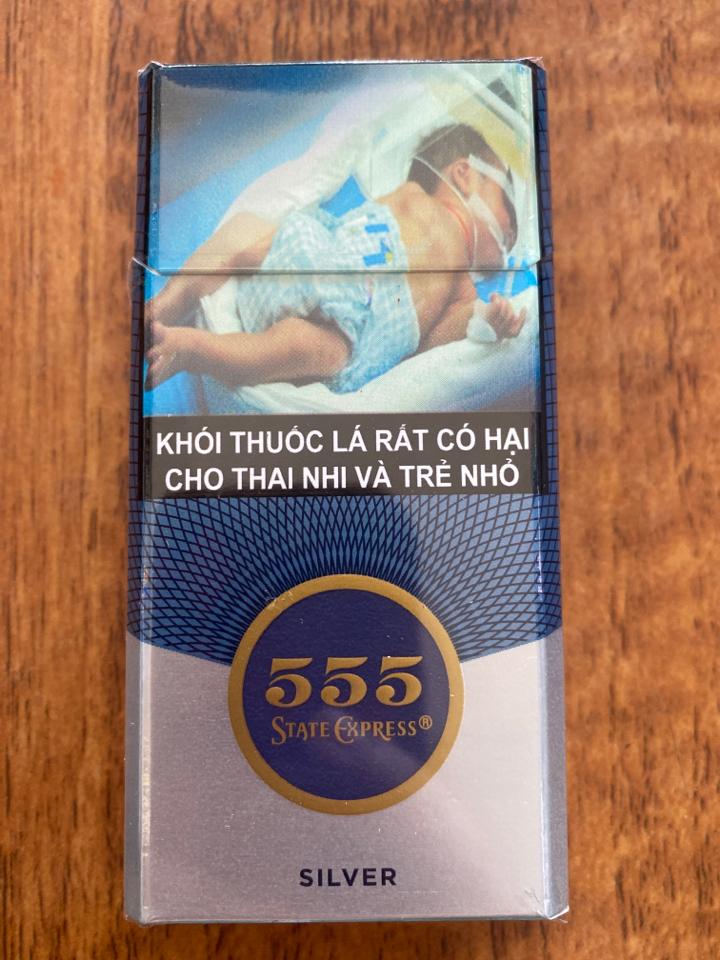 KHÓI THUỐC LÁ RẤT CÓ HẠI
CHO THAI NHI VÀ TRẺ NHỎ
555
STATE EXPRESS®
SILVER